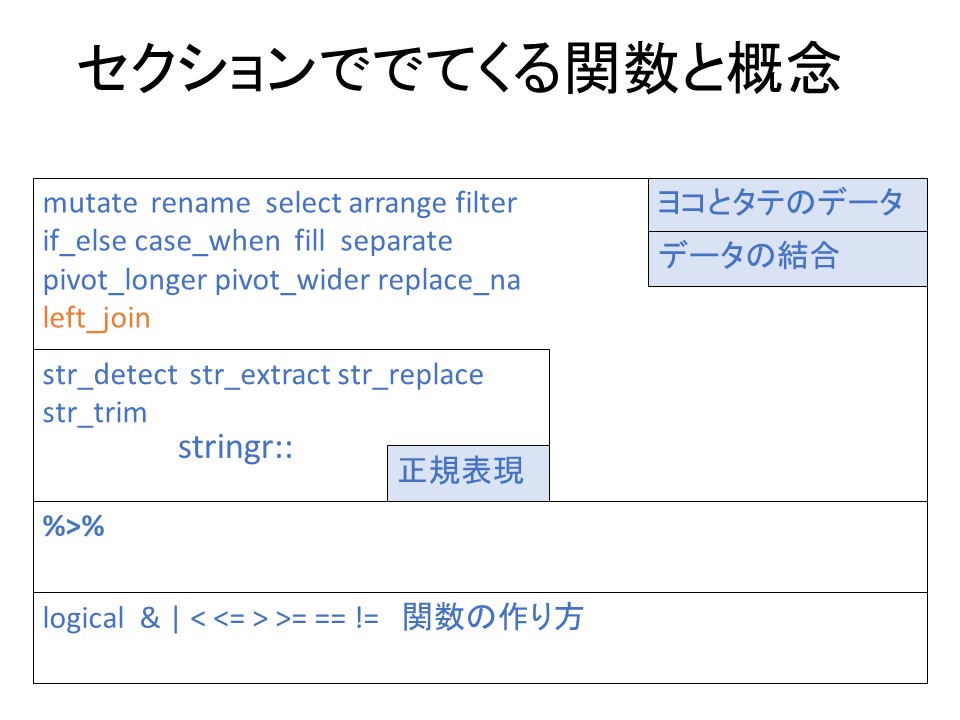 セクションででてくる関数と概念
mutate rename select arrange filter
if_else case_when fill separate
pivot_longer pivot_wider replace_na
left_join
ヨコとタテのデータ
データの結合
str_detect str_extract str_replace
str_trim
stringr::
正規表現
%>%
logical & | < <= > >= == != 関数の作り方